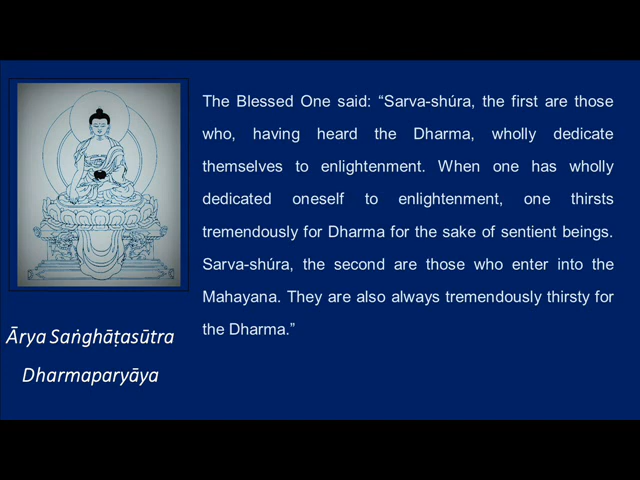 The Blessed One said: “Sarva-shúra, the first are those
who, having heard the Dharma, wholly dedicate
themselves to enlightenment. When one has wholly
dedicated oneself to enlightenment, one thirsts
tremendously for Dharma for the sake of sentient beings.
Sarva-shúra, the second are those who enter into the
Mahayana. They are also always tremendously thirsty for
the Dharma.”
Ārya Saṅghāṭasūtra
Dharmaparyāya